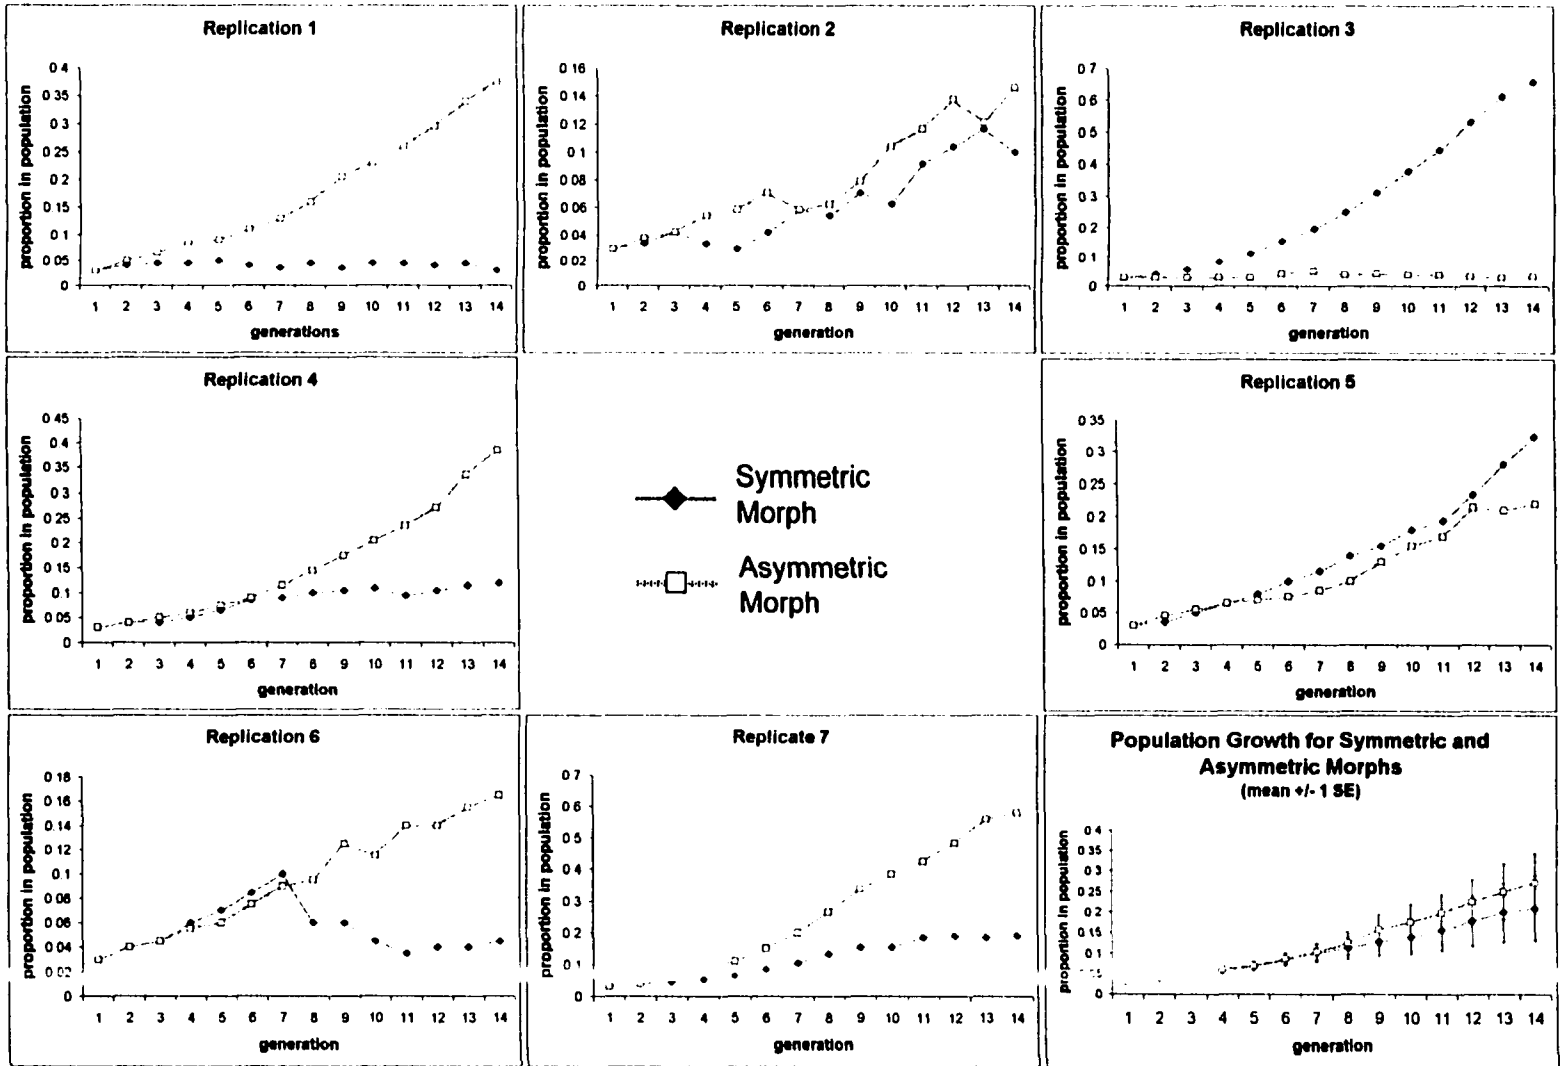 Replication 1
proportion in population
0 4
0 35
0 3
0 25
0 2
0 15
0 1
0 05
0
1 2 3 4 5 6 7 8 9 10 11 12 13 14
generations
Replication 2
proportion in population
0 16
0 14
0 12
0 1
0 08
0 06
0 04
0 02
0
1 2 3 4 5 6 7 8 9 10 11 12 13 14
generation
Replication 3
proportion in population
0 7
0 6
0 5
0 4
0 3
0 2
0 1
0
1 2 3 4 5 6 7 8 9 10 11 12 13 14
generation
Replication 4
proportion in population
0 45
0 4
0 35
0 3
0 25
0 2
0 15
0 1
0 05
0
1 2 3 4 5 6 7 8 9 10 11 12 13 14
generation
Symmetric
Morph
Asymmetric
Morph
Replication 5
proportion in population
0 35
0 3
0 25
0 2
0 15
0 1
0 05
0
1 2 3 4 5 6 7 8 9 10 11 12 13 14
generation
Replication 6
proportion in population
0 18
0 16
0 14
0 12
0 1
0 08
0 06
0 04
0 02
0
1 2 3 4 5 6 7 8 9 10 11 12 13 14
generation
Replicate 7
proportion in population
0 7
0 6
0 5
0 4
0 3
0 2
0 1
0
1 2 3 4 5 6 7 8 9 10 11 12 13 14
generation
Population Growth for Symmetric and
Asymmetric Morphs
(mean +/- 1 SE)
proportion in population
0 4
0 35
0 3
0 25
0 2
0 15
0 1
0
1 2 3 4 5 6 7 8 9 10 11 12 13 14
generation